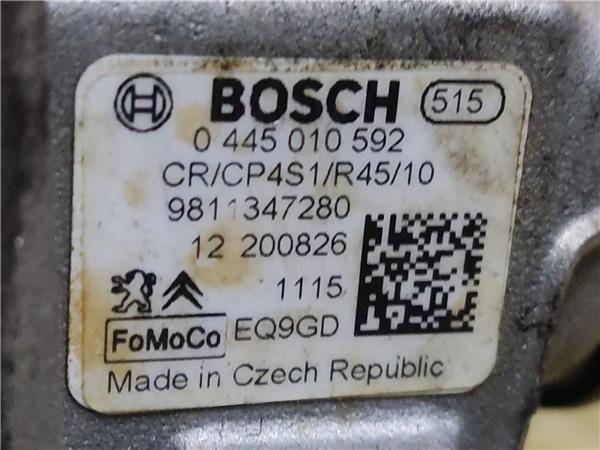 BOSCH 515
0 445 010 592
CR/CP4S1/R45/10
9811347280
12 200826
1115
FoMoCo EQ9GD
Made in Czech Republic